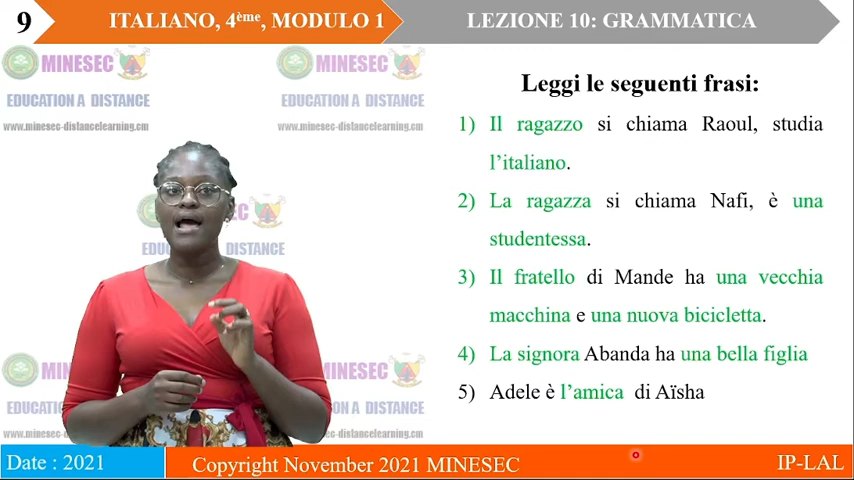 9
ITALIANO, 4ème, MODULO 1
LEZIONE 10: GRAMMATICA
MINESEC
EDUCATION A DISTANCE
www.minesec-distancelearning.cm
MINESEC
EDUCATION A DISTANCE
www.minesec-distancelearning.cm
Leggi le seguenti frasi:
1) Il ragazzo si chiama Raoul, studia
l’italiano.
2) La ragazza si chiama Nafi, è una
studentessa.
3) Il fratello di Mande ha una vecchia
macchina e una nuova bicicletta.
4) La signora Abanda ha una bella figlia
5) Adele è l’amica di Aïsha
Date : 2021
Copyright November 2021 MINESEC
IP-LAL